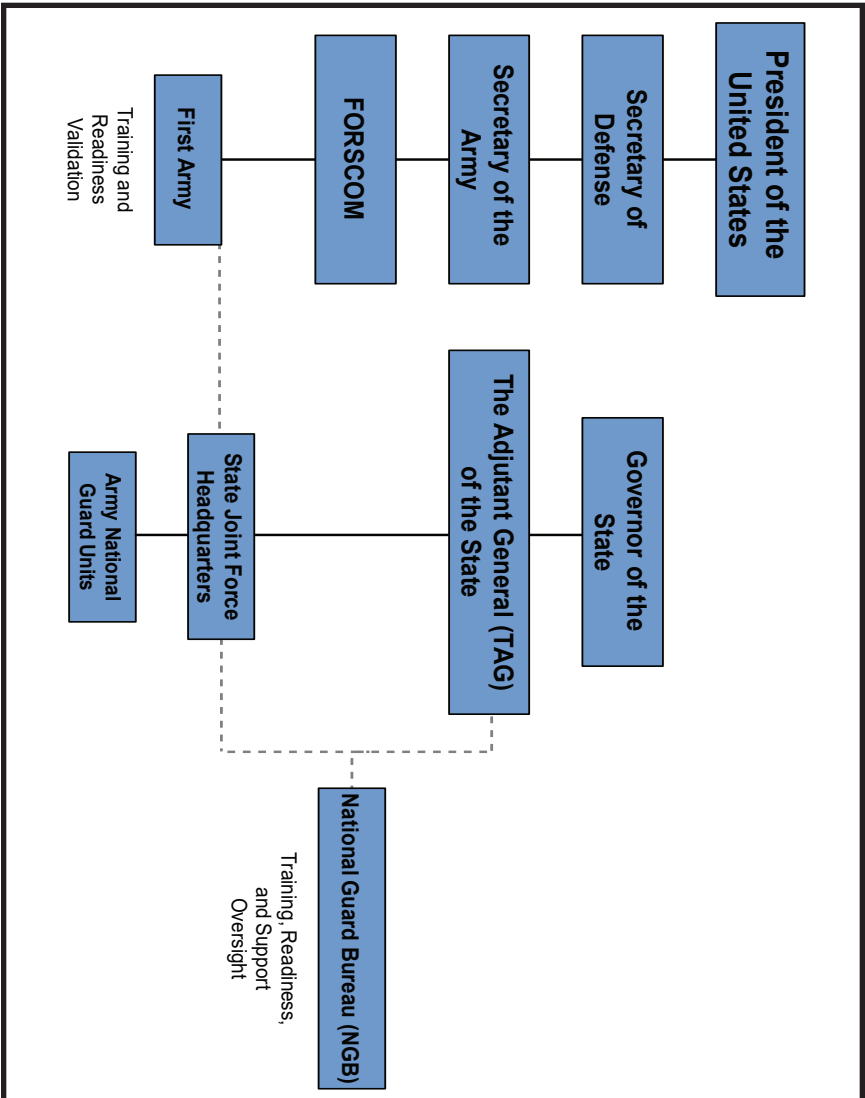 President of the
United States
Secretary of
Defense
Secretary of the
Army
FORSCOM
First Army
Training and
Readiness
Validation
Governor of the
State
The Adjutant General (TAG)
of the State
State Joint Force
Headquarters
Army National
Guard Units
National Guard Bureau (NGB)
Training, Readiness,
and Support
Oversight